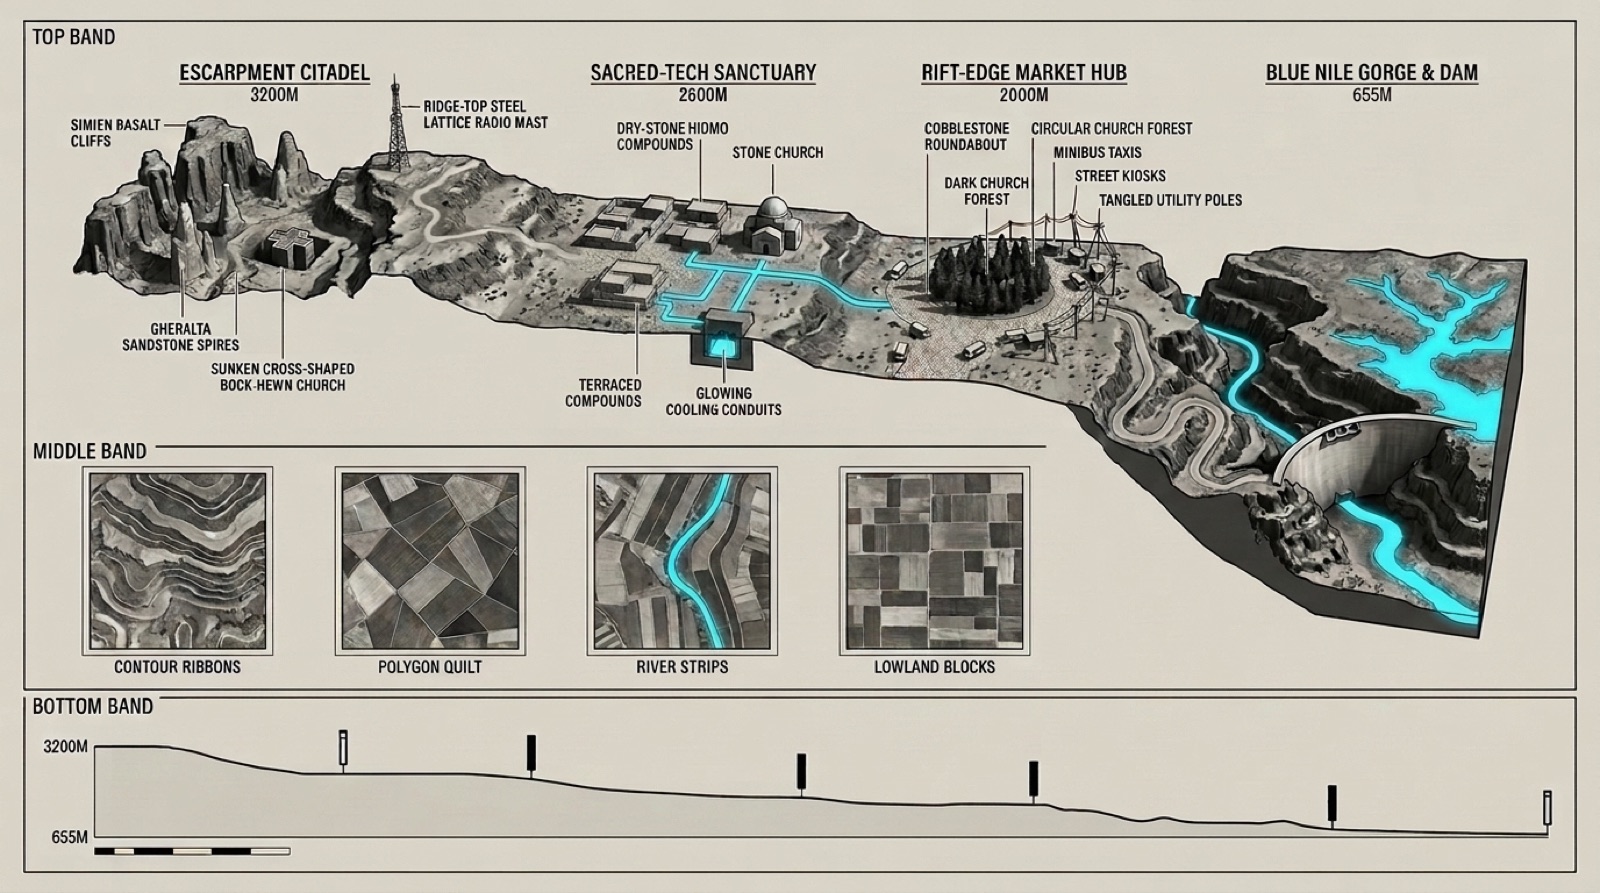 TOP BAND
ESCARPMENT CITADEL
3200M
SACRED-TECH SANCTUARY
2600M
RIFT-EDGE MARKET HUB
2000M
BLUE NILE GORGE & DAM
655M
SIMIEN BASALT
CLIFFS
RIDGE-TOP STEEL
LATTICE RADIO MAST
DRY-STONE HIDMO
COMPOUNDS
STONE CHURCH
COBBLESTONE
ROUNDABOUT
CIRCULAR CHURCH FOREST
MINIBUS TAXIS
STREET KIOSKS
DARK CHURCH
FOREST
TANGLED UTILITY POLES
GHERALTA
SANDSTONE SPIRES
SUNKEN CROSS-SHAPED
BOCK-HEWN CHURCH
TERRACED
COMPOUNDS
GLOWING
COOLING CONDUITS
MIDDLE BAND
CONTOUR RIBBONS
POLYGON QUILT
RIVER STRIPS
LOWLAND BLOCKS
BOTTOM BAND
3200M
655M